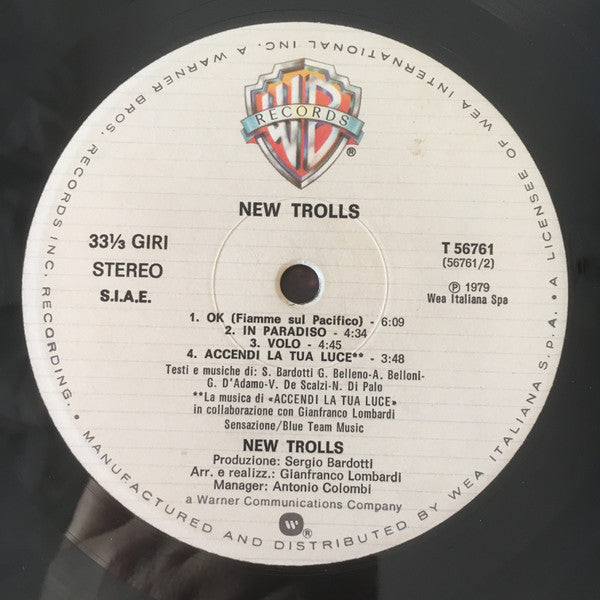 WB
RECORDS
®
NEW TROLLS
33⅓ GIRI
STEREO
S.I.A.E.
T 56761
(56761/2)
℗ 1979
Wea Italiana Spa
1. OK (Fiamme sul Pacifico) - 6:09
2. IN PARADISO - 4:34
3. VOLO - 4:45
4. ACCENDI LA TUA LUCE** - 3:48
Testi e musiche di: S. Bardotti G. Belleno-A. Belloni-
G. D'Adamo-V. De Scalzi-N. Di Palo
**La musica di «ACCENDI LA TUA LUCE»
in collaborazione con Gianfranco Lombardi
Sensazione/Blue Team Music
NEW TROLLS
Produzione: Sergio Bardotti
Arr. e realizz.: Gianfranco Lombardi
Manager: Antonio Colombi
a Warner Communications Company
®
• MANUFACTURED AND DISTRIBUTED BY WEA ITALIANA S.P.A. • A LICENSEE OF WEA INTERNATIONAL INC. A WARNER BROS. RECORDS INC. RECORDING.